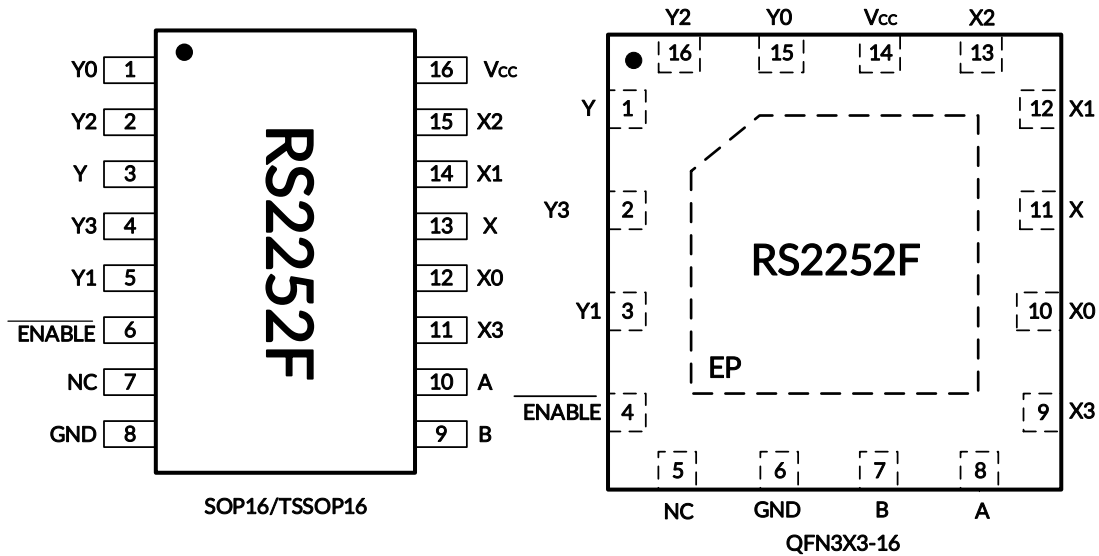 Y0 1 16 Vcc
Y2 2 15 X2
Y 3 14 X1
Y3 4 13 X
Y1 5 12 X0
ENABLE 6 11 X3
NC 7 10 A
GND 8 9 B
RS2252F
SOP16/TSSOP16
Y2 Y0 Vcc X2
16 15 14 13
Y 1 12 X1
Y3 2 11 X
Y1 3 10 X0
ENABLE 4 9 X3
RS2252F
EP
5 6 7 8
NC GND B A
QFN3X3-16